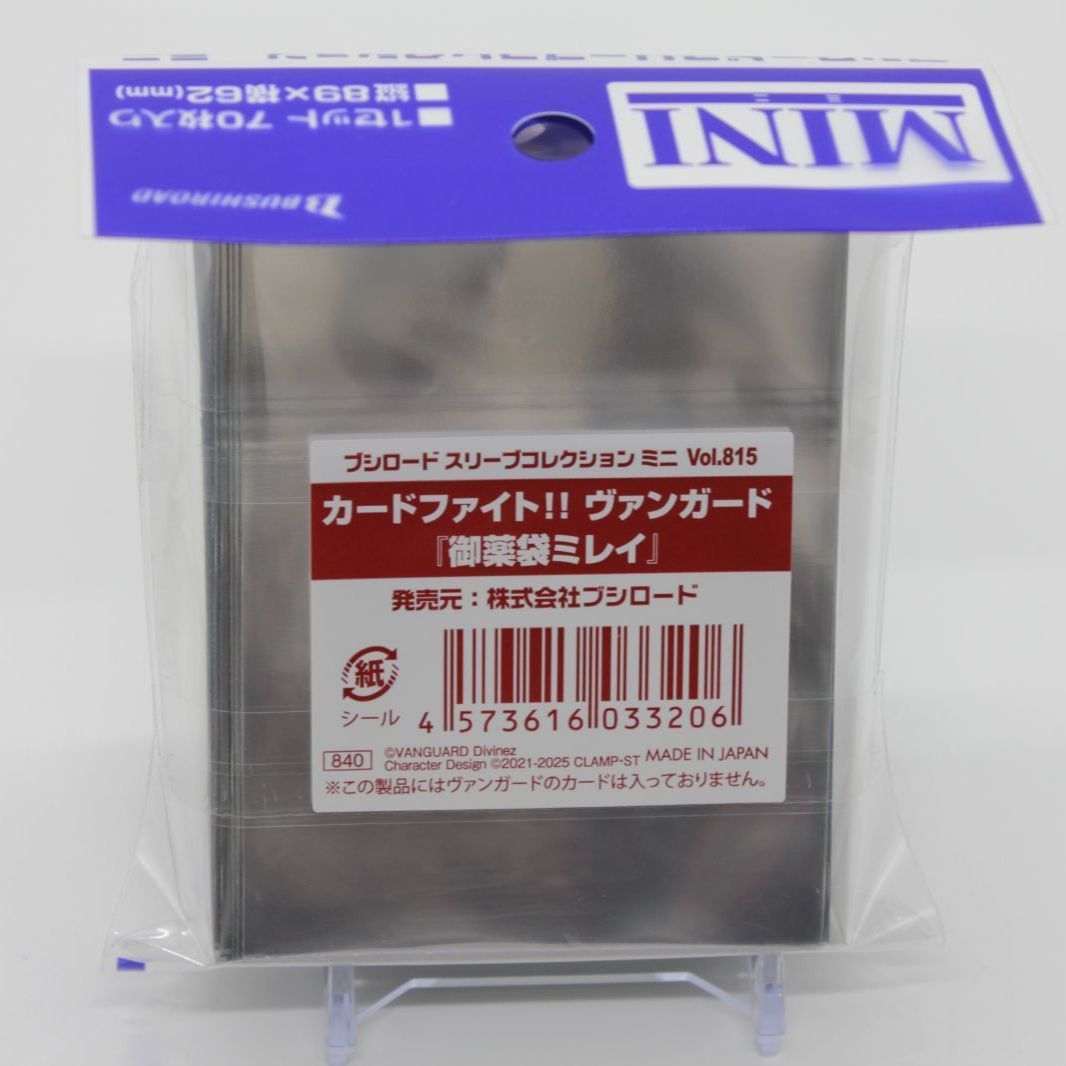 MINI
ミニ
■1セット 70枚入り
■縦89×横62(mm)
BUSHIROAD
ブシロード スリーブコレクション ミニ Vol.815
カードファイト!! ヴァンガード
『御薬袋ミレイ』
発売元：株式会社ブシロード
紙
シール
4 573616 033206
840
©VANGUARD Divinez
Character Design ©2021-2025 CLAMP・ST MADE IN JAPAN
※この製品にはヴァンガードのカードは入っておりません。